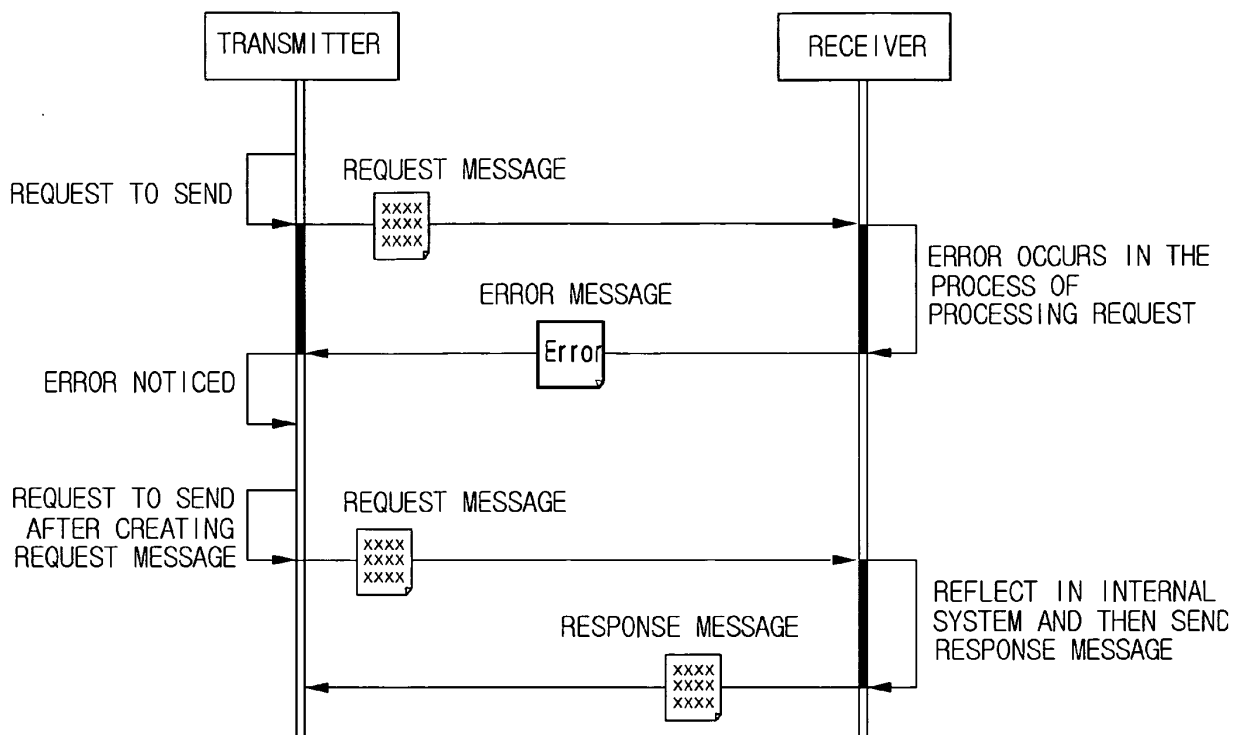 TRANSMITTER
RECEIVER
REQUEST MESSAGE
REQUEST TO SEND
XXXX
XXXX
XXXX
ERROR OCCURS IN THE
PROCESS OF
PROCESSING REQUEST
ERROR MESSAGE
Error
ERROR NOTICED
REQUEST TO SEND
AFTER CREATING
REQUEST MESSAGE
REQUEST MESSAGE
XXXX
XXXX
XXXX
REFLECT IN INTERNAL
SYSTEM AND THEN SEND
RESPONSE MESSAGE
RESPONSE MESSAGE
XXXX
XXXX
XXXX